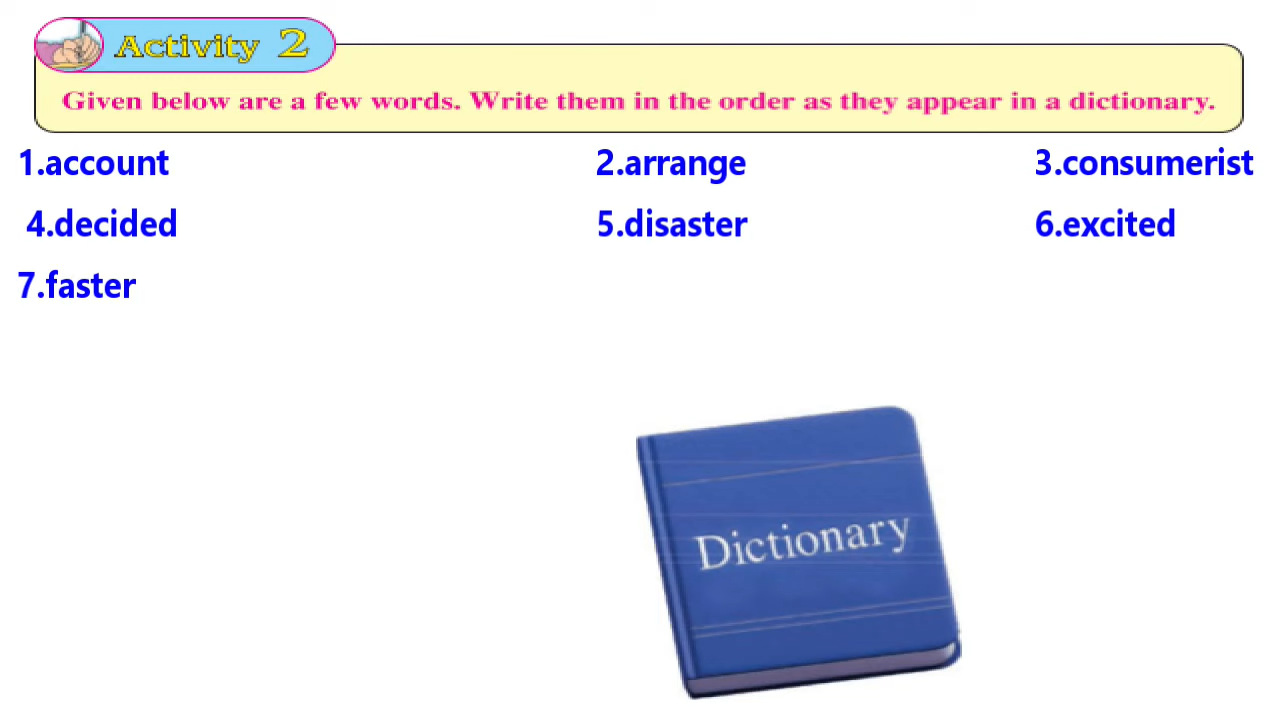 Activity 2
Given below are a few words. Write them in the order as they appear in a dictionary.
1.account 2.arrange 3.consumerist
4.decided 5.disaster 6.excited
7.faster
Dictionary